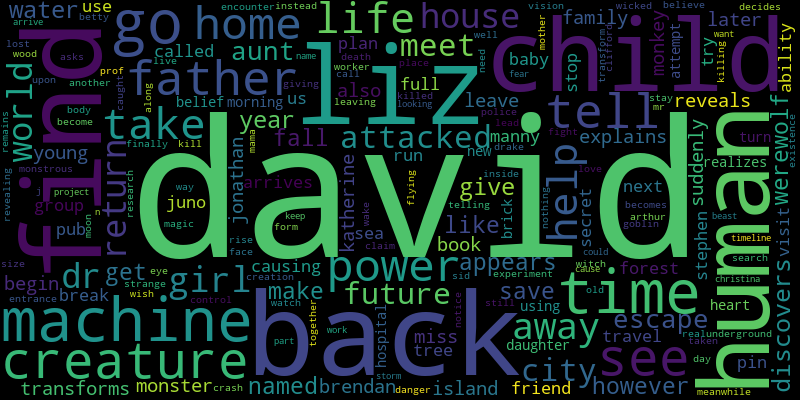 david
back
liz
child
find
human
go
home
life
house
meet
aunt
father
take
attacked
tell
help
time
see
power
machine
creature
girl
away
city
future
escape
world
return
water use
family
later
try
stop
monkey
ability
reveals
werewolf
discovers
suddenly
explains
realizes
young
group
begin
break
pub
juno
year
fall
called
belief
morning
us
plan
also
full
baby
leave
manny
run
new
like
give
book
sea
brick
secret
next
stephen
visit
forest
heart
travel
using
save
appears
causing
make
get
dr
named
brendan
island
however
friend
pin
miss
tree
daughter
hospital
transforms
monster
crash
jonathan
katherine
arrives
arrive
lost
wood
asks
another
prof
betty
upon
live
death
worker
call
place
name
giving
killed
leaving
looking
caught
along
body
become
finally
kill
remains
monstrous
revealing
project
moon
research
way
magic
mama
flying
telling
inside
nothing
lead
police
drake
fear
need
well
encounter
instead
vision
mother
transform
clifford
wicked
believe
decides
attempt
killing
want
stay
mr
turn
existence
fight
love
becomes
arthur
goblin
could
cause
witch
old
experiment
sid
still
notice
claim
wake
form
keep
rise
face
creation
watch
together
work
part
storm
danger
control
wish
eye
strange
entrance
size
beast
timeline
search
christina
real
underground
taken
day
meanwhile
j
n